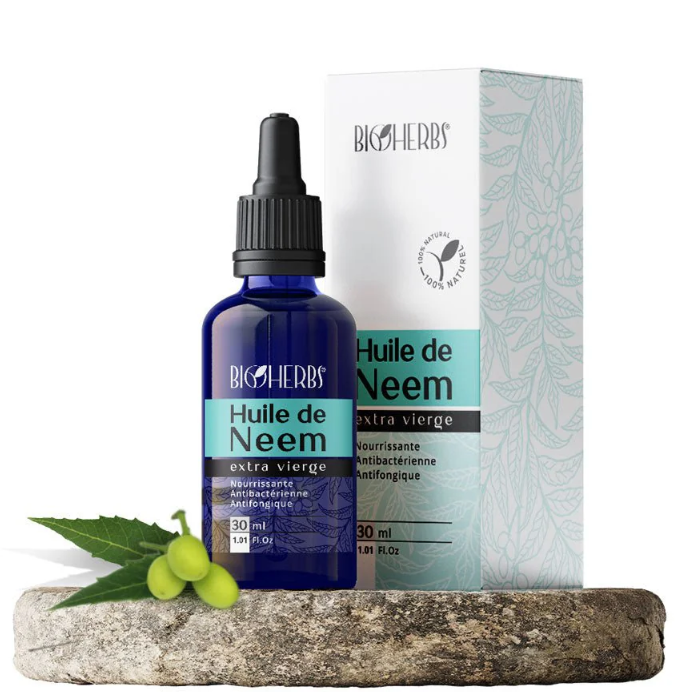 BIOHERBS®
100% NATURAL
100% NATUREL
Huile de
Neem
extra vierge
Nourrissante
Antibactérienne
Antifongique
30 ml
1.01 Fl.Oz
BIOHERBS®
Huile de
Neem
extra vierge
Nourrissante
Antibactérienne
Antifongique
30 ml
1.01 Fl.Oz